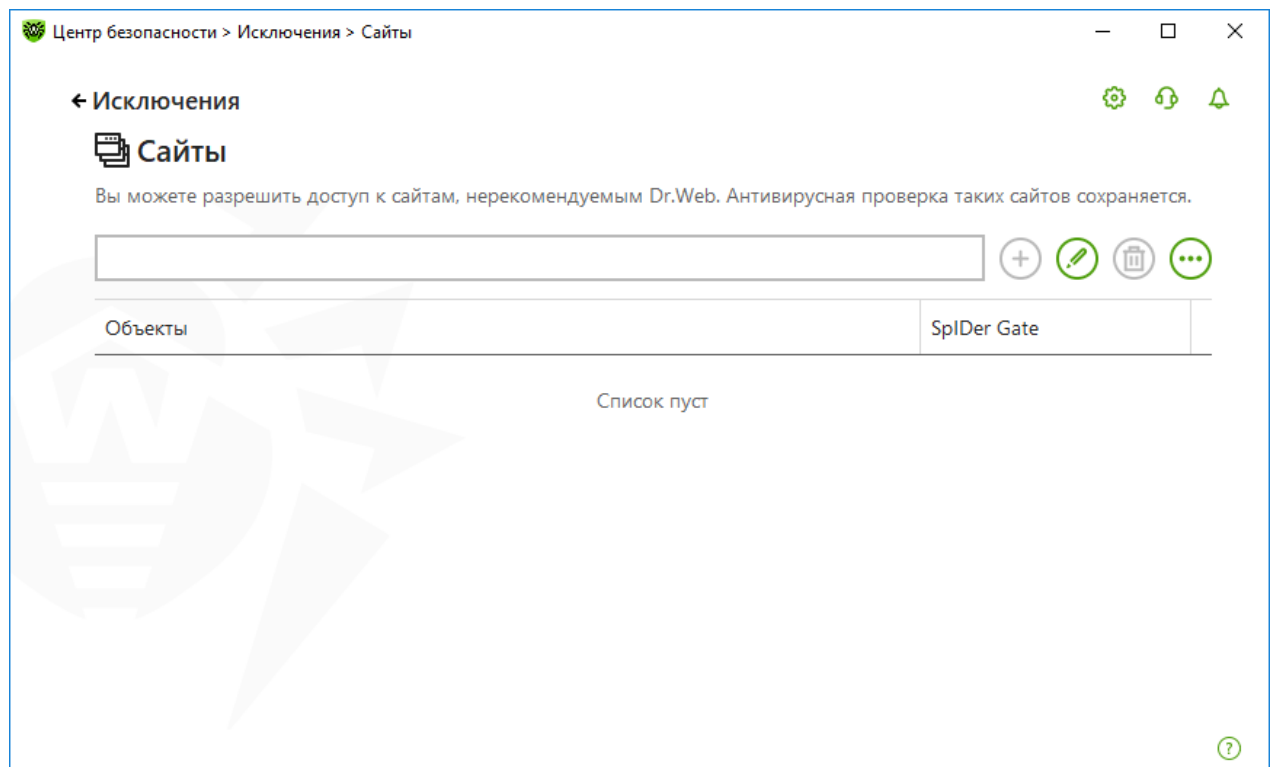 Центр безопасности > Исключения > Сайты
Исключения
Сайты
Вы можете разрешить доступ к сайтам, нерекомендуемым Dr.Web. Антивирусная проверка таких сайтов сохраняется.
Объекты SpIDer Gate
Список пуст
?